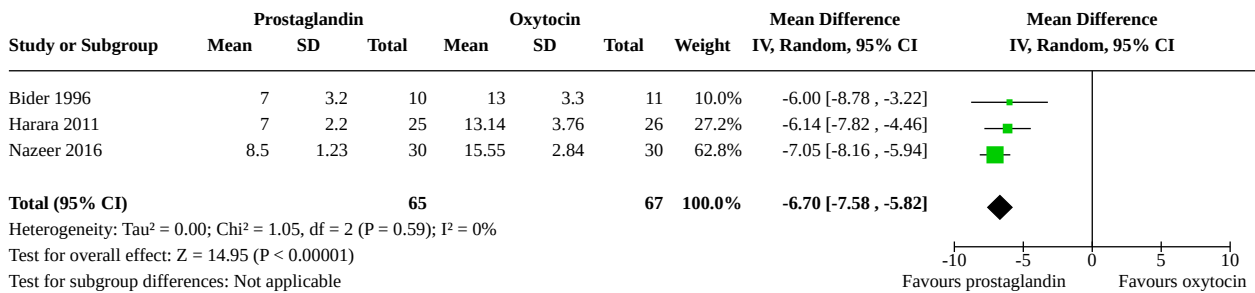 Prostaglandin Oxytocin Mean Difference Mean Difference
Study or Subgroup Mean SD Total Mean SD Total Weight IV, Random, 95% CI IV, Random, 95% CI
Bider 1996 7 3.2 10 13 3.3 11 10.0% -6.00 [-8.78 , -3.22]
Harara 2011 7 2.2 25 13.14 3.76 26 27.2% -6.14 [-7.82 , -4.46]
Nazeer 2016 8.5 1.23 30 15.55 2.84 30 62.8% -7.05 [-8.16 , -5.94]
Total (95% CI) 65 67 100.0% -6.70 [-7.58 , -5.82]
Heterogeneity: Tau² = 0.00; Chi² = 1.05, df = 2 (P = 0.59); I² = 0%
Test for overall effect: Z = 14.95 (P < 0.00001) -10 -5 0 5 10
Test for subgroup differences: Not applicable Favours prostaglandin Favours oxytocin